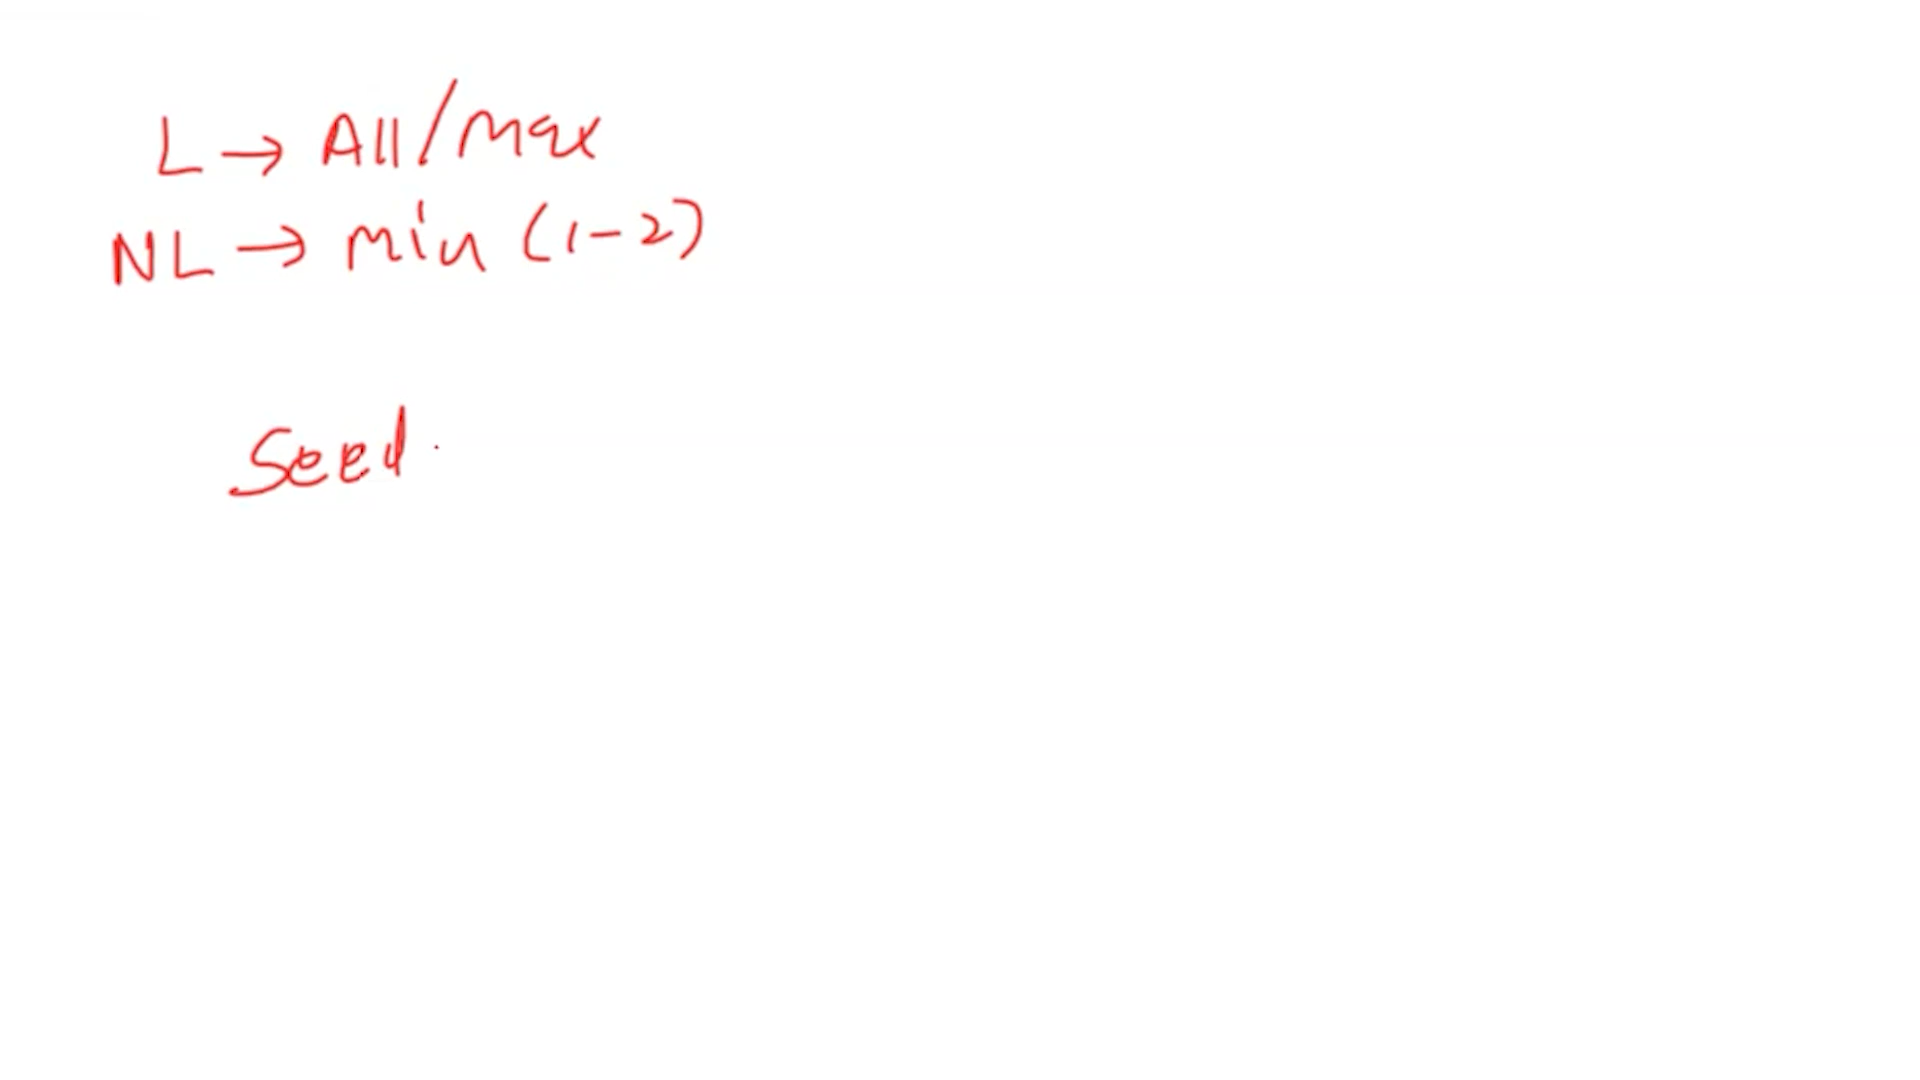 L → All/Max
NL → min (1-2)
Seed